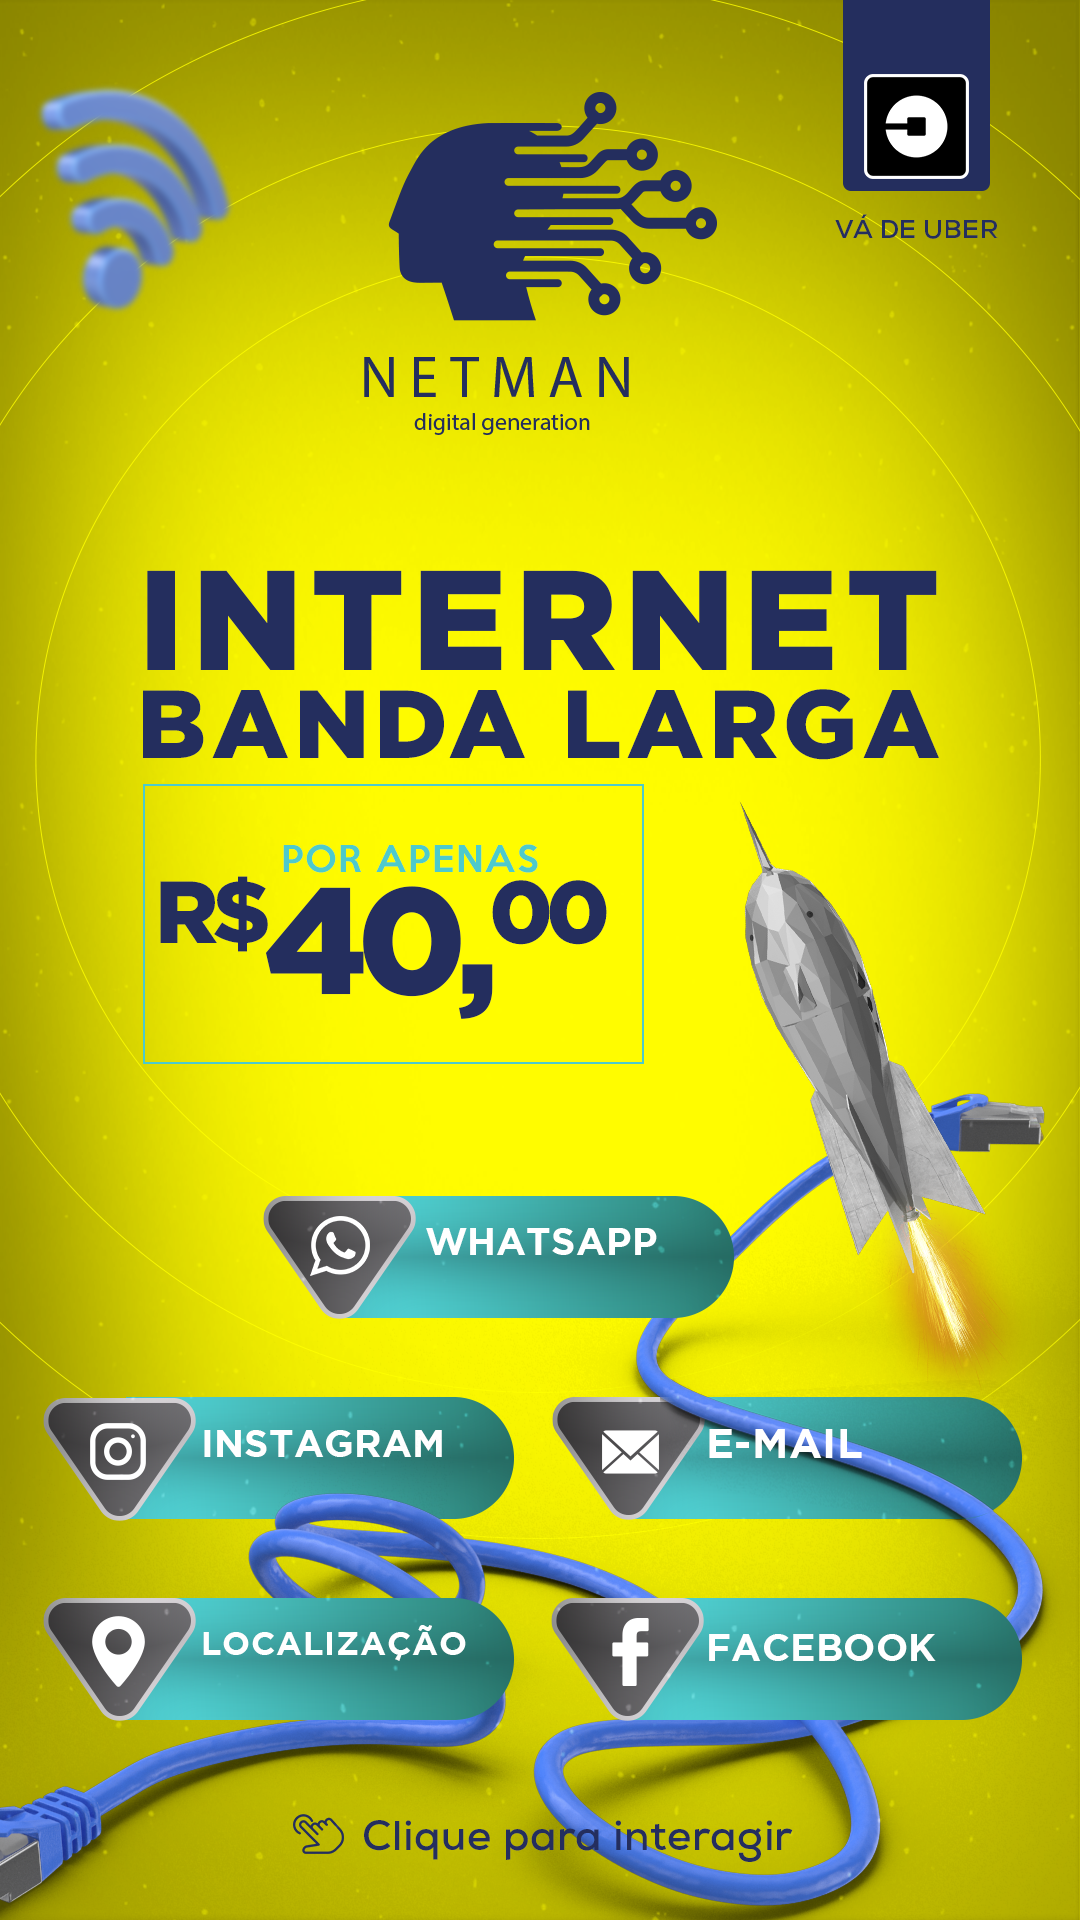 VÁ DE UBER
NETMAN
digital generation
INTERNET
BANDA LARGA
POR APENAS
R$40,00
WHATSAPP
INSTAGRAM
E-MAIL
LOCALIZAÇÃO
FACEBOOK
Clique para interagir